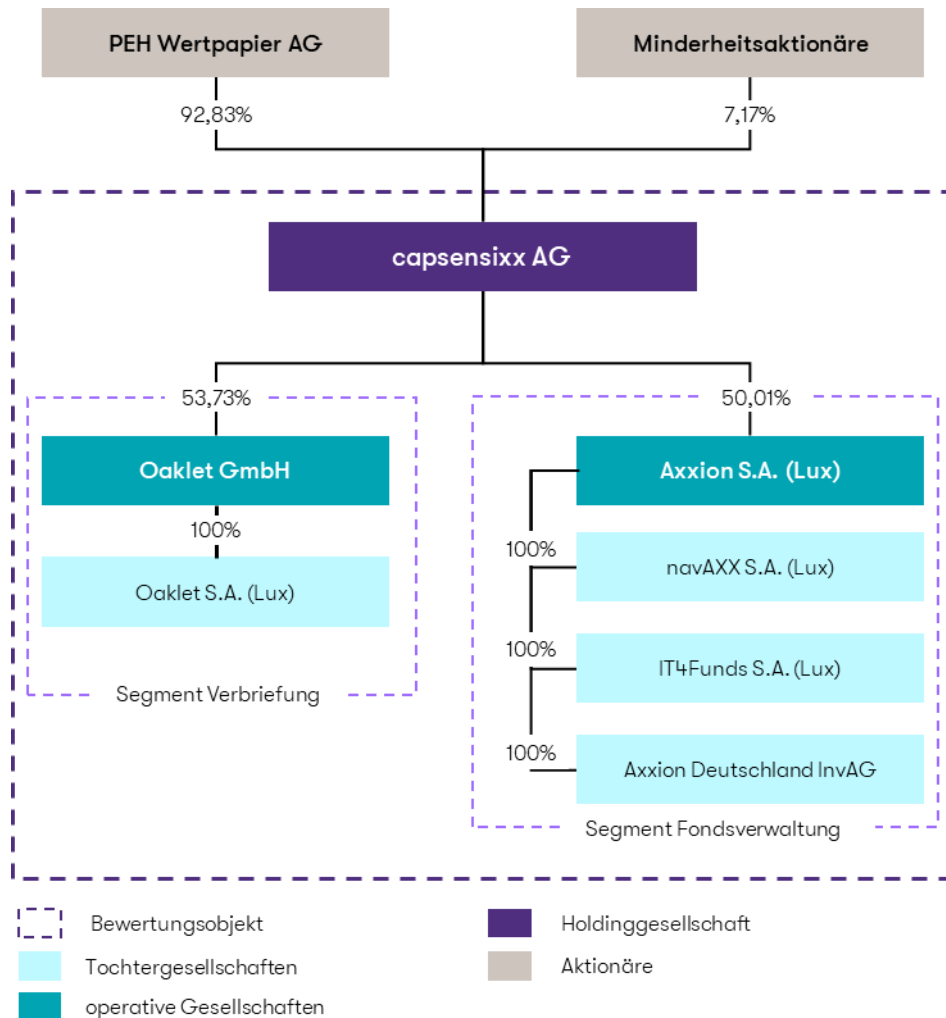 PEH Wertpapier AG
Minderheitsaktionäre
92,83%
7,17%
capsensixx AG
53,73%
50,01%
Oaklet GmbH
Axxion S.A. (Lux)
100%
100%
navAXX S.A. (Lux)
Oaklet S.A. (Lux)
100%
IT4Funds S.A. (Lux)
Segment Verbriefung
100%
Axxion Deutschland InvAG
Segment Fondsverwaltung
Bewertungsobjekt
Holdinggesellschaft
Tochtergesellschaften
Aktionäre
operative Gesellschaften